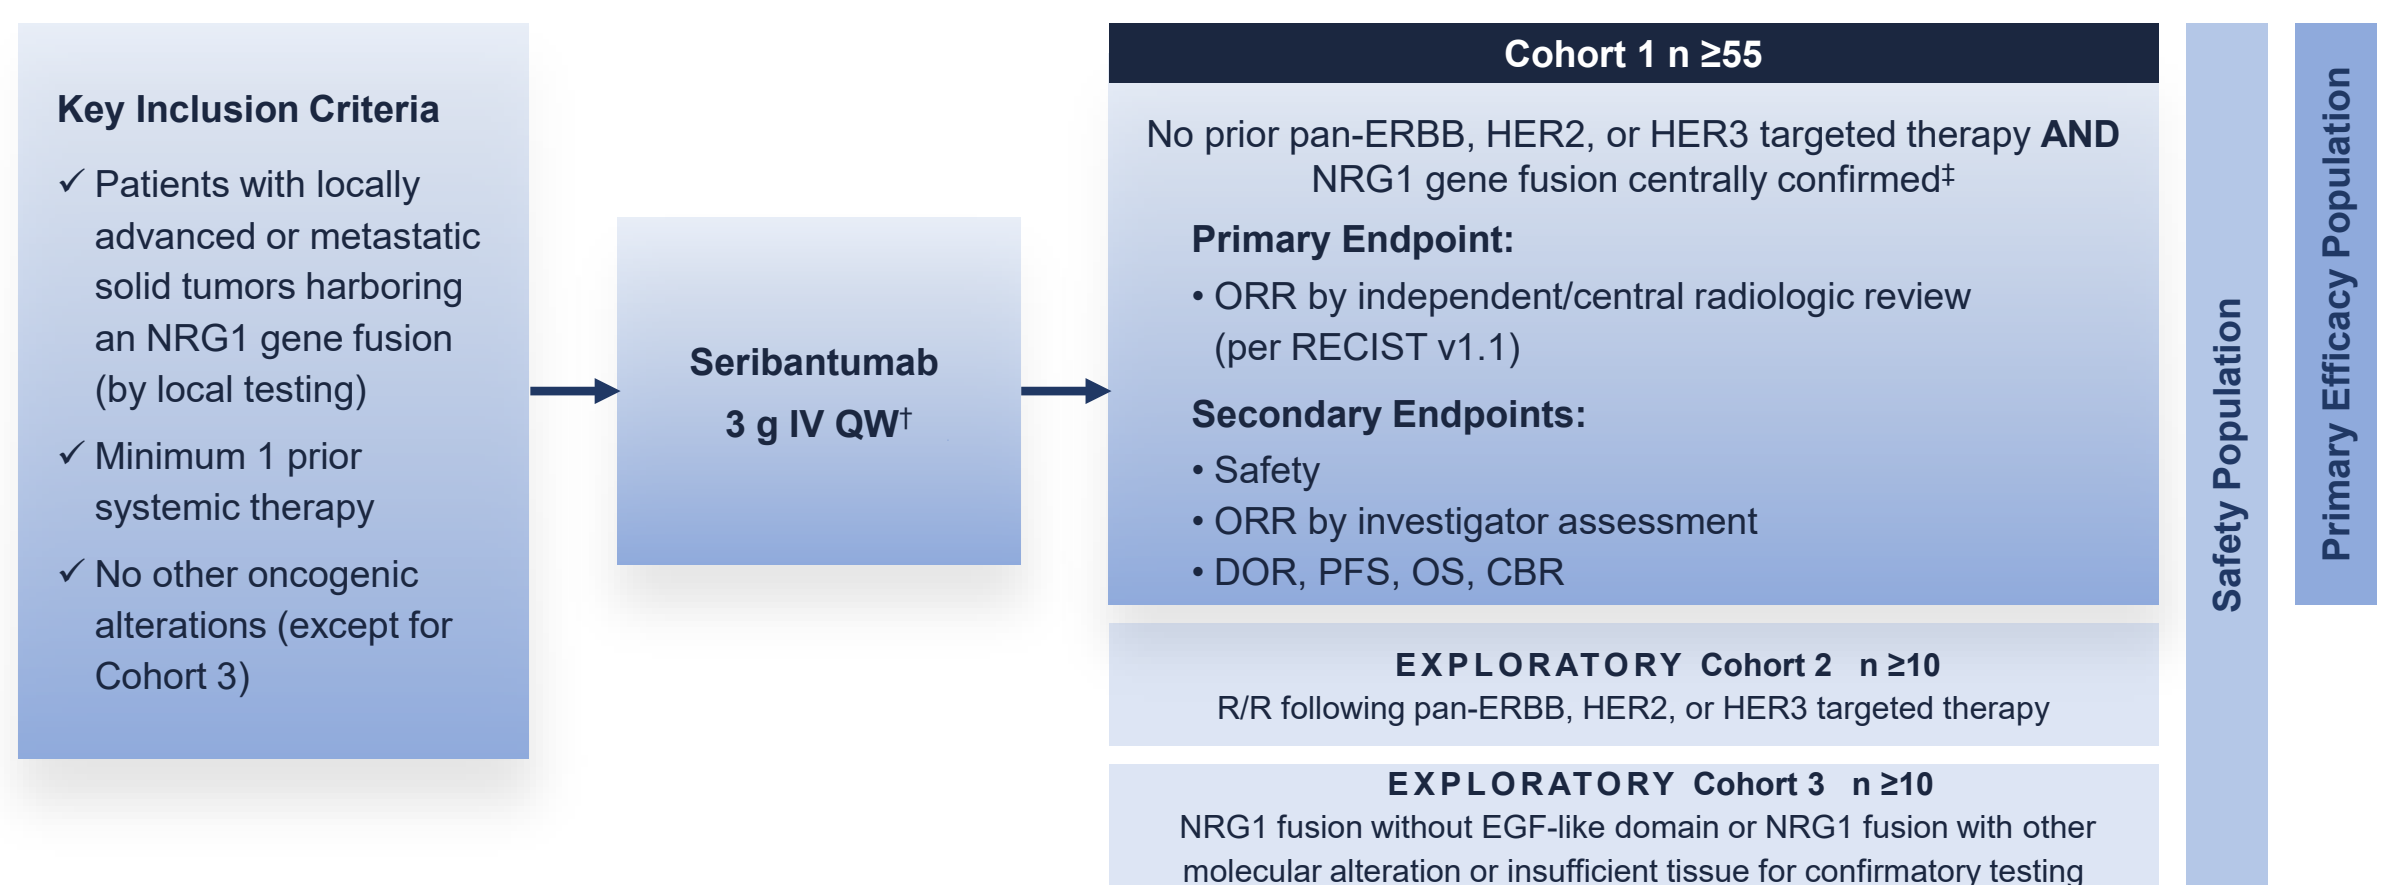 Key Inclusion Criteria
✓ Patients with locally
advanced or metastatic
solid tumors harboring
an NRG1 gene fusion
(by local testing)
✓ Minimum 1 prior
systemic therapy
✓ No other oncogenic
alterations (except for
Cohort 3)
Seribantumab
3 g IV QW†
Cohort 1 n ≥55
No prior pan-ERBB, HER2, or HER3 targeted therapy AND
NRG1 gene fusion centrally confirmed‡
Primary Endpoint:
• ORR by independent/central radiologic review
(per RECIST v1.1)
Secondary Endpoints:
• Safety
• ORR by investigator assessment
• DOR, PFS, OS, CBR
EXPLORATORY Cohort 2 n ≥10
R/R following pan-ERBB, HER2, or HER3 targeted therapy
EXPLORATORY Cohort 3 n ≥10
NRG1 fusion without EGF-like domain or NRG1 fusion with other
molecular alteration or insufficient tissue for confirmatory testing
Safety Population
Primary Efficacy Population